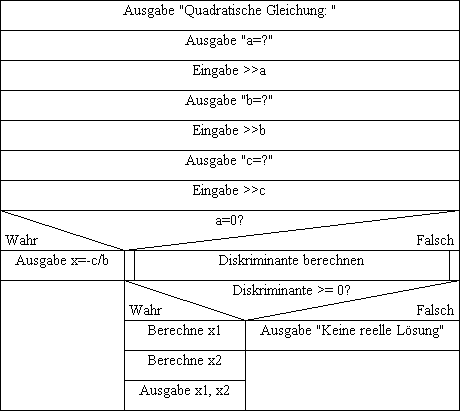 Ausgabe "Quadratische Gleichung: "
Ausgabe "a=?"
Eingabe >>a
Ausgabe "b=?"
Eingabe >>b
Ausgabe "c=?"
Eingabe >>c
a=0?
Wahr Falsch
Ausgabe x=-c/b Diskriminante berechnen
Diskriminante >= 0?
Wahr Falsch
Berechne x1 Ausgabe "Keine reelle Lösung"
Berechne x2
Ausgabe x1, x2